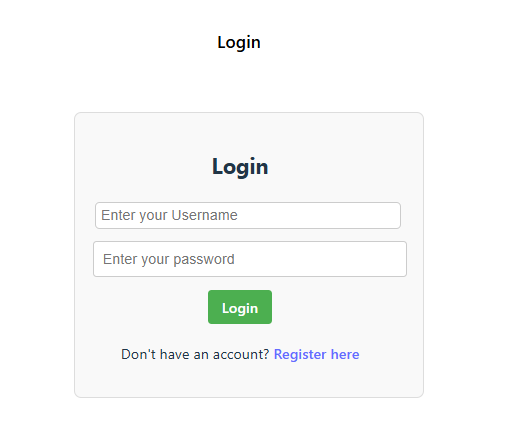 Login
Login
Enter your Username
Enter your password
Login
Don't have an account? Register here